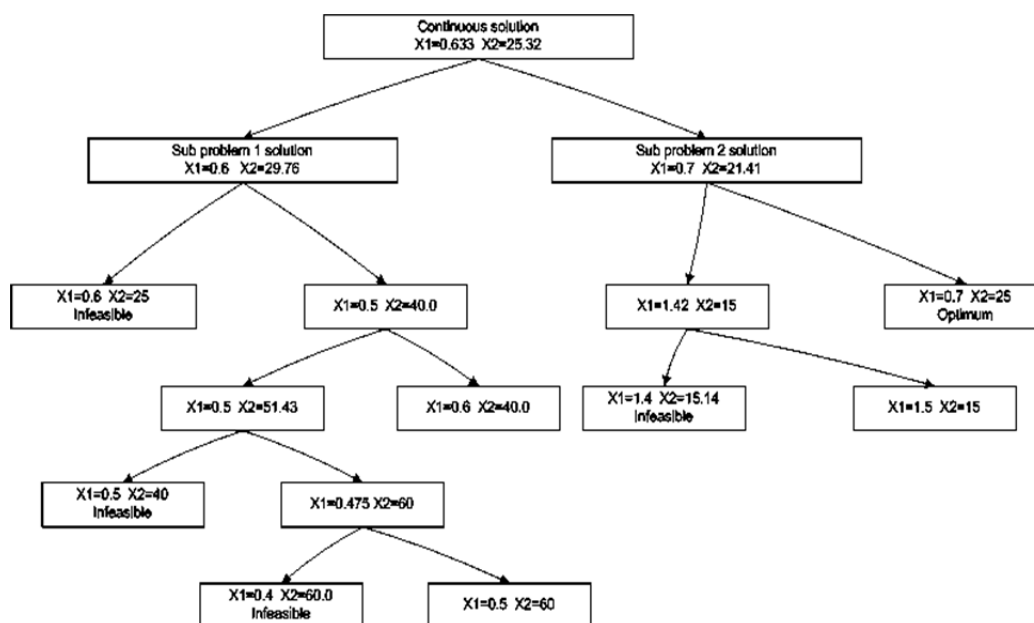 Continuous solution
X1=0.633 X2=25.32
Sub problem 1 solution
X1=0.6 X2=29.76
Sub problem 2 solution
X1=0.7 X2=21.41
X1=0.6 X2=25
Infeasible
X1=0.5 X2=40.0
X1=1.42 X2=15
X1=0.7 X2=25
Optimum
X1=0.5 X2=51.43
X1=0.6 X2=40.0
X1=1.4 X2=15.14
Infeasible
X1=1.5 X2=15
X1=0.5 X2=40
Infeasible
X1=0.475 X2=60
X1=0.4 X2=60.0
Infeasible
X1=0.5 X2=60